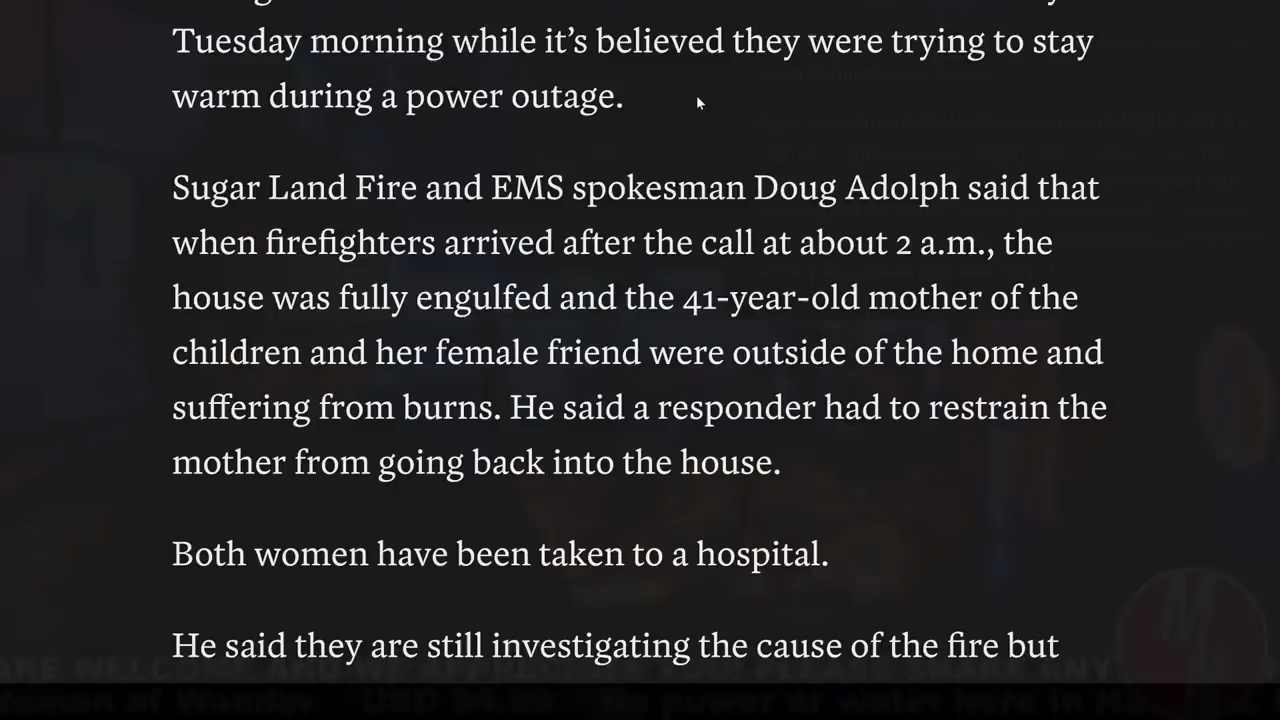 Tuesday morning while it’s believed they were trying to stay
warm during a power outage.
Sugar Land Fire and EMS spokesman Doug Adolph said that
when firefighters arrived after the call at about 2 a.m., the
house was fully engulfed and the 41-year-old mother of the
children and her female friend were outside of the home and
suffering from burns. He said a responder had to restrain the
mother from going back into the house.
Both women have been taken to a hospital.
He said they are still investigating the cause of the fire but